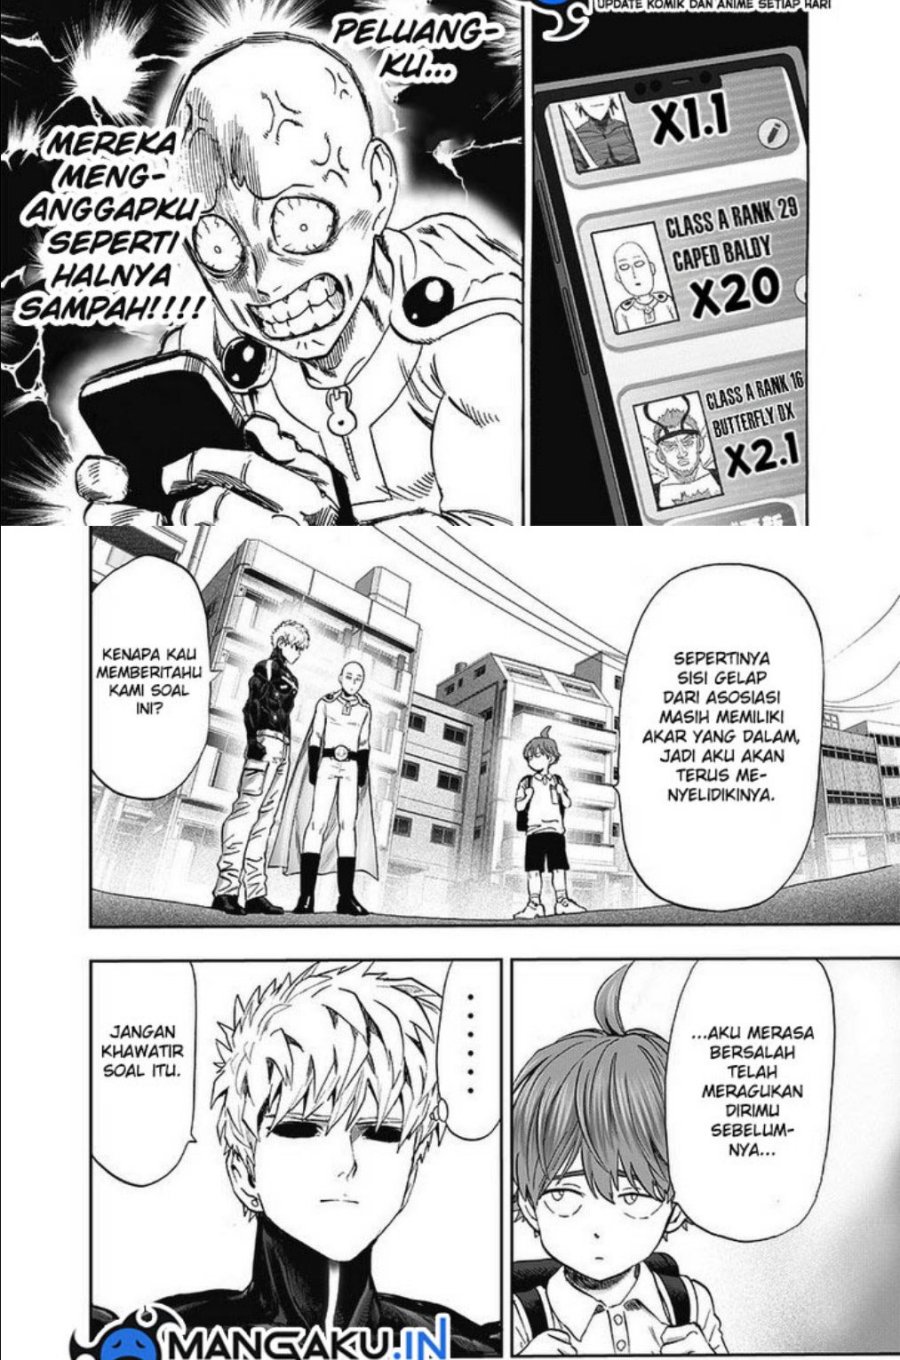 UPDATE KOMIK DAN ANIME SETIAP HARI
X1.1
CLASS A RANK 29
CAPED BALDY
X20
CLASS A RANK 16
BUTTERFLY DX
X2.1
PELUANG-
KU...
MEREKA
MENG-
ANGGAPKU
SEPERTI
HALNYA
SAMPAH!!!!
SEPERTINYA
SISI GELAP
DARI ASOSIASI
MASIH MEMILIKI
AKAR YANG DALAM,
JADI AKU AKAN
TERUS ME-
NYELIDIKINYA.
KENAPA KAU
MEMBERITAHU
KAMI SOAL
INI?
...AKU MERASA
BERSALAH
TELAH
MERAGUKAN
DIRIMU
SEBELUM-
NYA...
......
JANGAN
KHAWATIR
SOAL ITU.
MANGAKU.IN